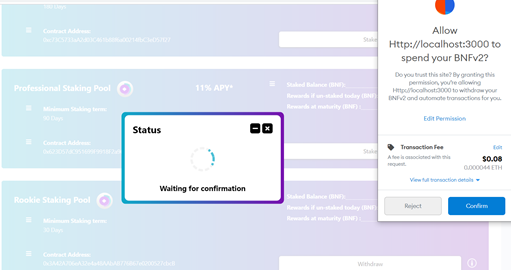 Contract Address:
Stake
Professional Staking Pool
11% APY*
Minimum Staking term:
90 Days
Contract Address:
Staked Balance (BNF):
Rewards if un-staked today (BNF):
Rewards at maturity (BNF):
Stake
Rookie Staking Pool
Minimum Staking term:
30 Days
Contract Address:
Staked Balance (BNF):
Rewards if un-staked today (BNF):
Rewards at maturity (BNF):
Withdraw
Status
Waiting for confirmation
Allow
Http://localhost:3000 to
spend your BNFv2?
Do you trust this site? By granting this
permission, you're allowing
Http://localhost:3000 to withdraw your
BNFv2 and automate transactions for you.
Edit Permission
Transaction Fee
Edit
A fee is associated with this
request.
$0.08
0.000044 ETH
View full transaction details
Reject
Confirm